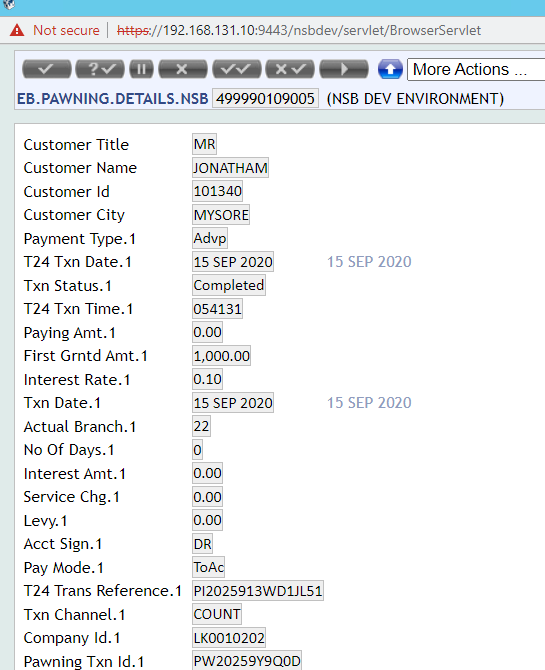 Not secure | https://192.168.131.10:9443/nsbdev/servlet/BrowserServlet
More Actions ...
EB.PAWNING.DETAILS.NSB 499990109005 (NSB DEV ENVIRONMENT)
Customer Title MR
Customer Name JONATHAM
Customer Id 101340
Customer City MYSORE
Payment Type.1 Advp
T24 Txn Date.1 15 SEP 2020 15 SEP 2020
Txn Status.1 Completed
T24 Txn Time.1 054131
Paying Amt.1 0.00
First Grntd Amt.1 1,000.00
Interest Rate.1 0.10
Txn Date.1 15 SEP 2020 15 SEP 2020
Actual Branch.1 22
No Of Days.1 0
Interest Amt.1 0.00
Service Chg.1 0.00
Levy.1 0.00
Acct Sign.1 DR
Pay Mode.1 ToAc
T24 Trans Reference.1 PI2025913WD1JL51
Txn Channel.1 COUNT
Company Id.1 LK0010202
Pawning Txn Id.1 PW20259Y9Q0D